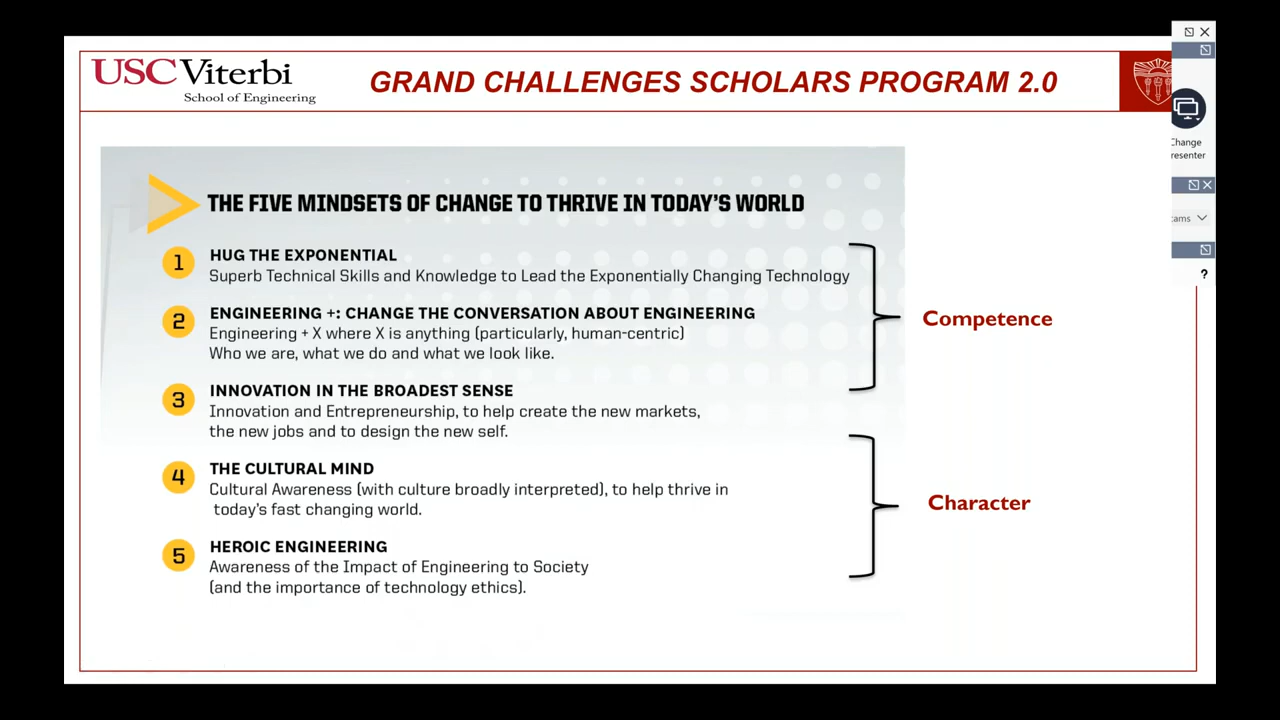 USC Viterbi
School of Engineering
GRAND CHALLENGES SCHOLARS PROGRAM 2.0
THE FIVE MINDSETS OF CHANGE TO THRIVE IN TODAY'S WORLD
1 HUG THE EXPONENTIAL
Superb Technical Skills and Knowledge to Lead the Exponentially Changing Technology
2 ENGINEERING +: CHANGE THE CONVERSATION ABOUT ENGINEERING
Engineering + X where X is anything (particularly, human-centric)
Who we are, what we do and what we look like.
Competence
3 INNOVATION IN THE BROADEST SENSE
Innovation and Entrepreneurship, to help create the new markets,
the new jobs and to design the new self.
4 THE CULTURAL MIND
Cultural Awareness (with culture broadly interpreted), to help thrive in
today's fast changing world.
Character
5 HEROIC ENGINEERING
Awareness of the Impact of Engineering to Society
(and the importance of technology ethics).
Change
resenter
ams
?